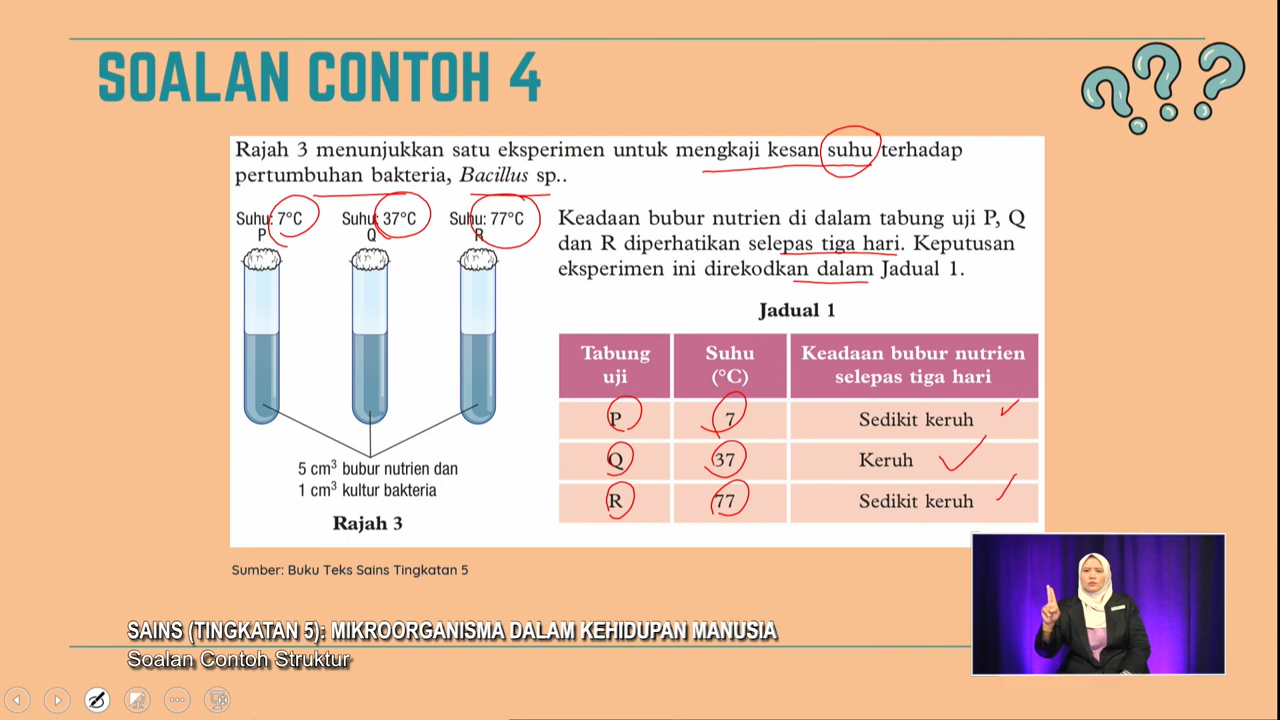 SOALAN CONTOH 4
Rajah 3 menunjukkan satu eksperimen untuk mengkaji kesan suhu terhadap
pertumbuhan bakteria, Bacillus sp..
Suhu: 7°C
P
Suhu: 37°C
Q
Suhu: 77°C
R
5 cm³ bubur nutrien dan
1 cm³ kultur bakteria
Rajah 3
Keadaan bubur nutrien di dalam tabung uji P, Q
dan R diperhatikan selepas tiga hari. Keputusan
eksperimen ini direkodkan dalam Jadual 1.
Jadual 1
Tabung uji Suhu (°C) Keadaan bubur nutrien selepas tiga hari
P 7 Sedikit keruh
Q 37 Keruh
R 77 Sedikit keruh
Sumber: Buku Teks Sains Tingkatan 5
SAINS (TINGKATAN 5): MIKROORGANISMA DALAM KEHIDUPAN MANUSIA
Soalan Contoh Struktur